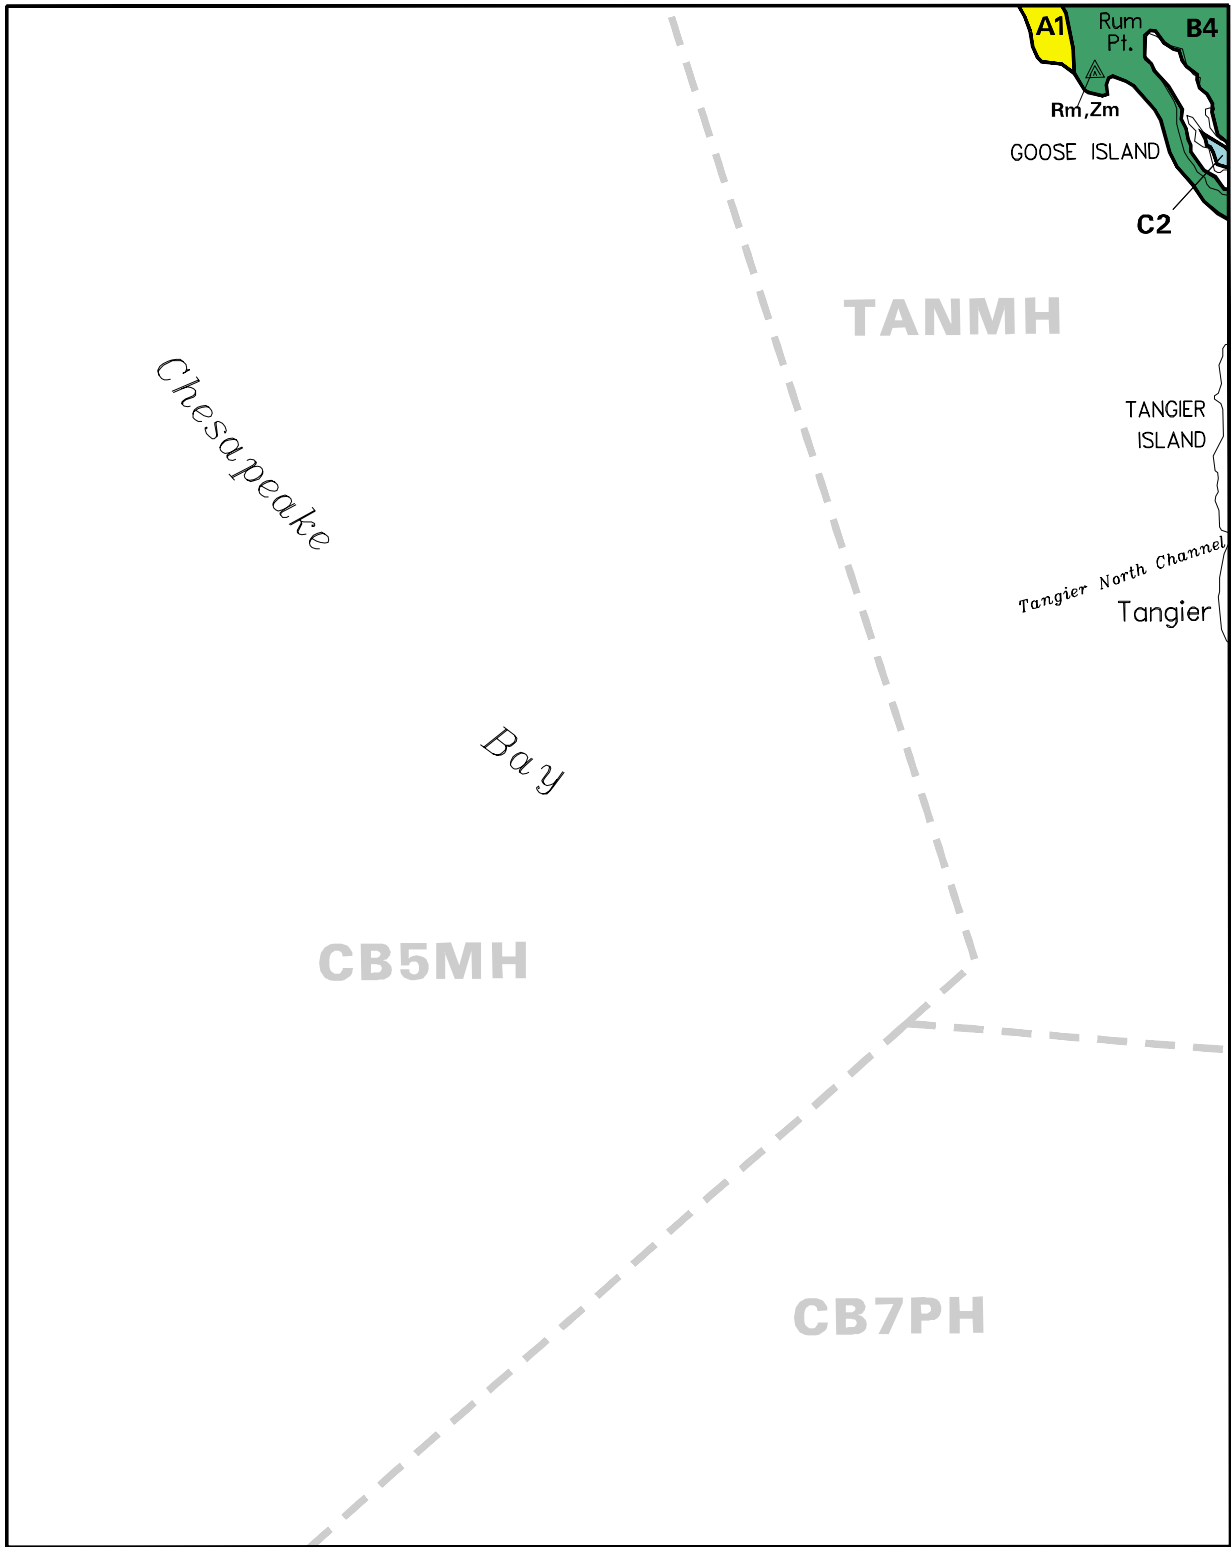 A1
Rum
Pt.
B4
Rm,Zm
GOOSE ISLAND
C2
TANMH
Chesapeake
TANGIER
ISLAND
Tangier North Channel
Tangier
Bay
CB5MH
CB7PH